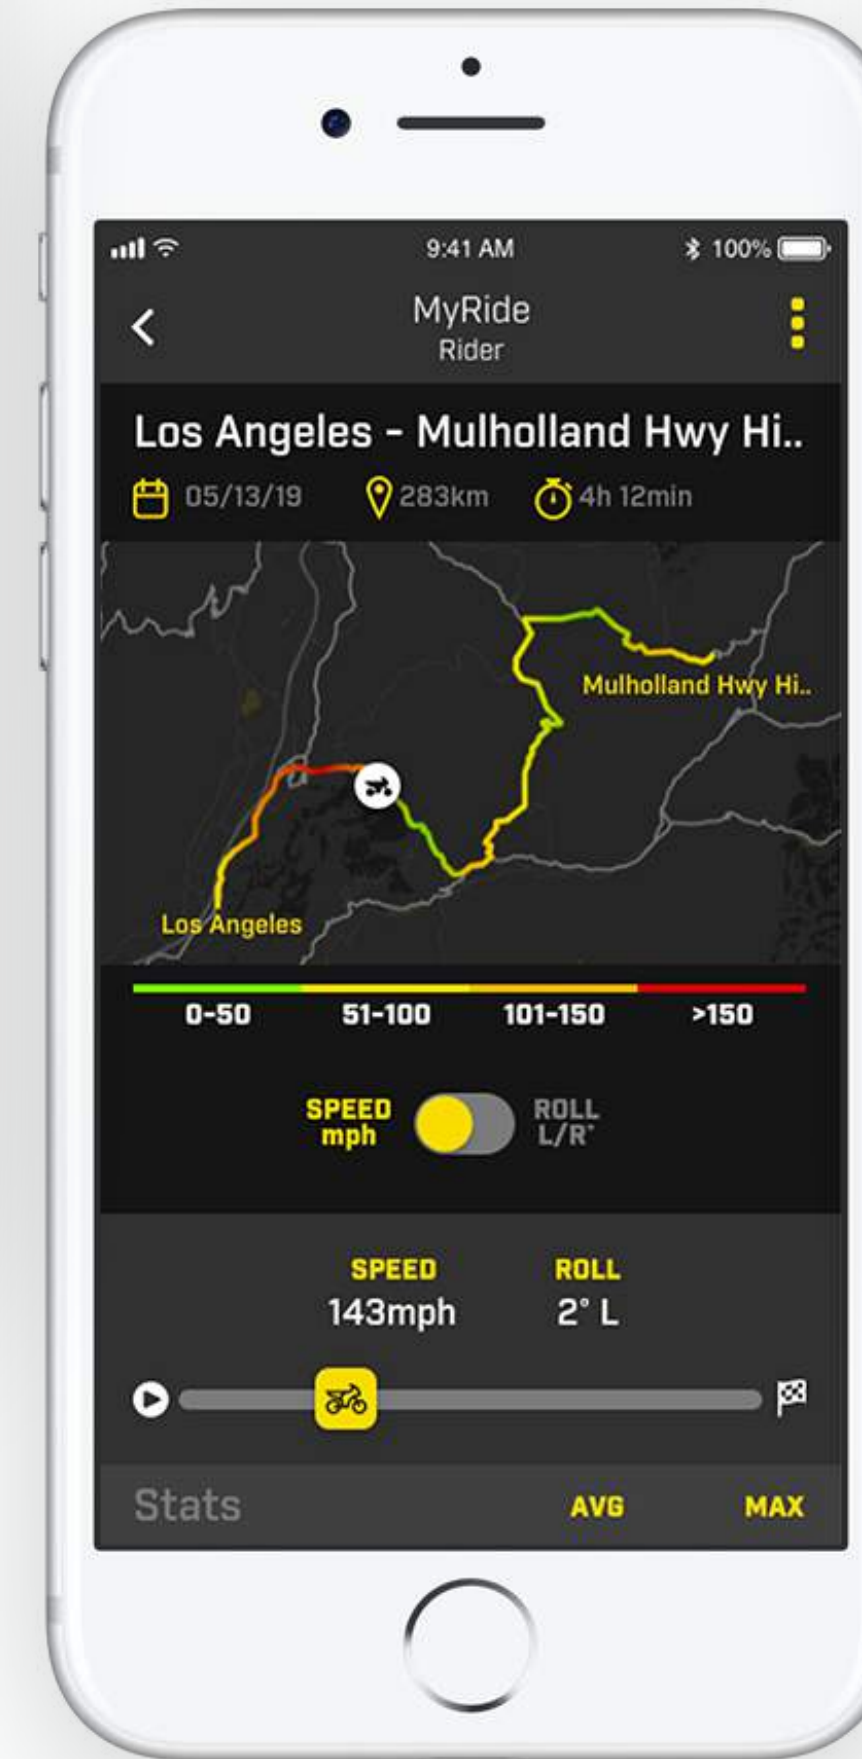 9:41 AM 100%
MyRide
Rider
Los Angeles - Mulholland Hwy Hi..
05/13/19 283km 4h 12min
Mulholland Hwy Hi..
Los Angeles
0-50 51-100 101-150 >150
SPEED ROLL
mph L/R°
SPEED ROLL
143mph 2° L
Stats AVG MAX